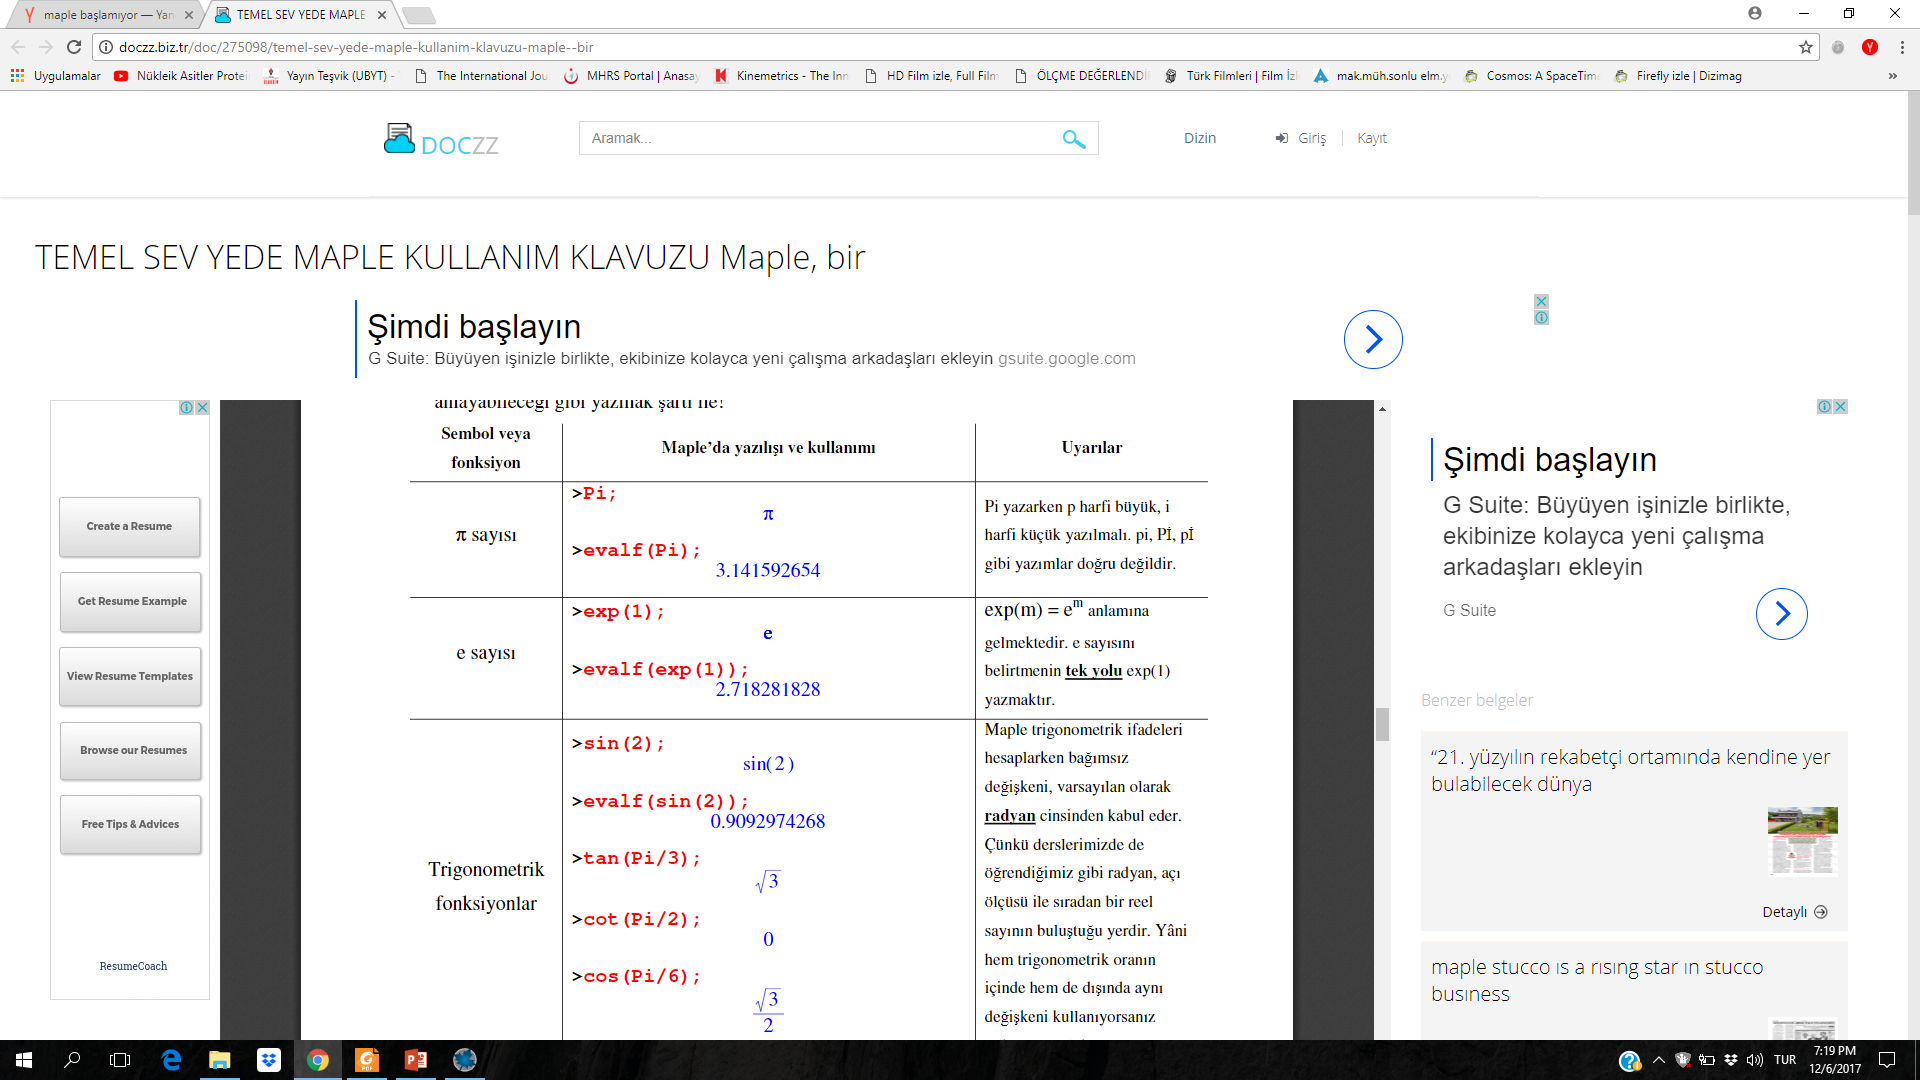 maple başlamıyor — Yan
TEMEL SEV YEDE MAPLE
doczz.biz.tr/doc/275098/temel-sev-yede-maple-kullanim-klavuzu-maple--bir
Uygulamalar
Nükleik Asitler Protei
Yayın Teşvik (UBYT) -
The International Jou
MHRS Portal | Anasay
Kinemetrics - The Inn
HD Film izle, Full Film
ÖLÇME DEĞERLENDİ
Türk Filmleri | Film İzl
mak.müh.sonlu elm.y
Cosmos: A SpaceTim
Firefly izle | Dizimag
»
DOCZZ
Aramak...
Dizin
Giriş
Kayıt
TEMEL SEV YEDE MAPLE KULLANIM KLAVUZU Maple, bir
Şimdi başlayın
G Suite: Büyüyen işinizle birlikte, ekibinize kolayca yeni çalışma arkadaşları ekleyin gsuite.google.com
Create a Resume
Get Resume Example
View Resume Templates
Browse our Resumes
Free Tips & Advices
ResumeCoach
anlayabileceği gibi yazmak şartı ile!
Sembol veya
fonksiyon
Maple’da yazılışı ve kullanımı
Uyarılar
π sayısı
>Pi;
π
>evalf(Pi);
3.141592654
Pi yazarken p harfi büyük, i
harfi küçük yazılmalı. pi, Pİ, pİ
gibi yazımlar doğru değildir.
e sayısı
>exp(1);
e
>evalf(exp(1));
2.718281828
exp(m) = e^m anlamına
gelmektedir. e sayısını
belirtmenin tek yolu exp(1)
yazmaktır.
Trigonometrik
fonksiyonlar
>sin(2);
sin(2)
>evalf(sin(2));
0.9092974268
>tan(Pi/3);
√3
>cot(Pi/2);
0
>cos(Pi/6);
√3
2
Maple trigonometrik ifadeleri
hesaplarken bağımsız
değişkeni, varsayılan olarak
radyan cinsinden kabul eder.
Çünkü derslerimizde de
öğrendiğimiz gibi radyan, açı
ölçüsü ile sıradan bir reel
sayının buluştuğu yerdir. Yâni
hem trigonometrik oranın
içinde hem de dışında aynı
değişkeni kullanıyorsanız
Şimdi başlayın
G Suite: Büyüyen işinizle birlikte,
ekibinize kolayca yeni çalışma
arkadaşları ekleyin
G Suite
Benzer belgeler
“21. yüzyılın rekabetçi ortamında kendine yer
bulabilecek dünya
Detaylı
maple stucco ıs a rısıng star ın stucco
busıness
TUR
7:19 PM
12/6/2017